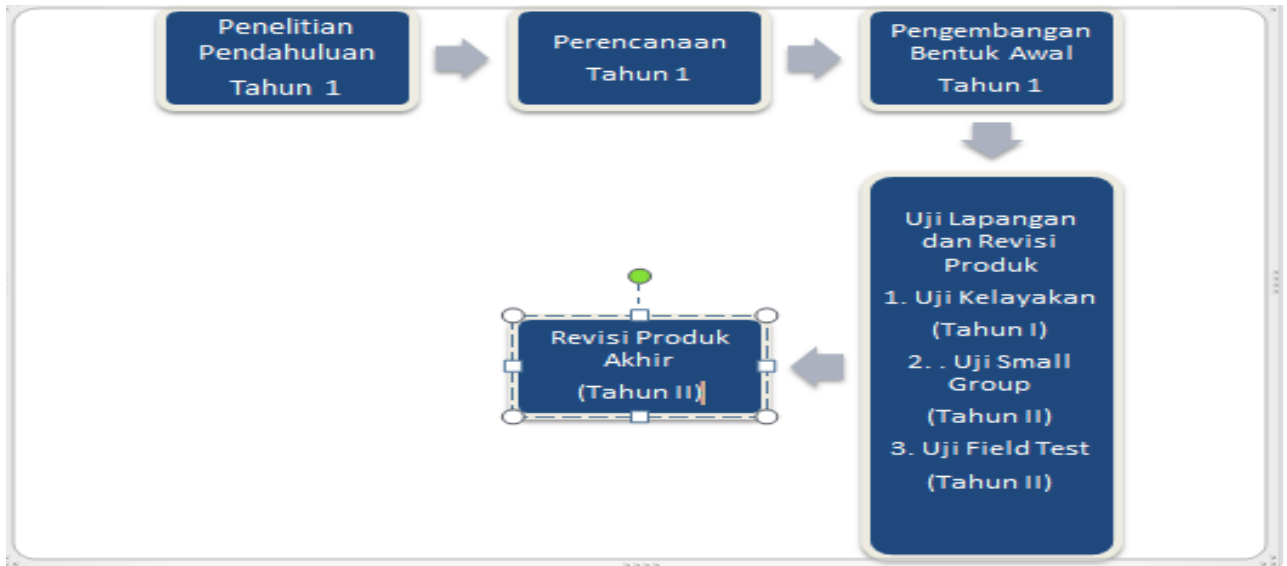 Penelitian
Pendahuluan
Tahun 1
Perencanaan
Tahun 1
Pengembangan
Bentuk Awal
Tahun 1
Uji Lapangan
dan Revisi
Produk
1. Uji Kelayakan
(Tahun I)
2. . Uji Small
Group
(Tahun II)
3. Uji Field Test
(Tahun II)
Revisi Produk
Akhir
(Tahun II)